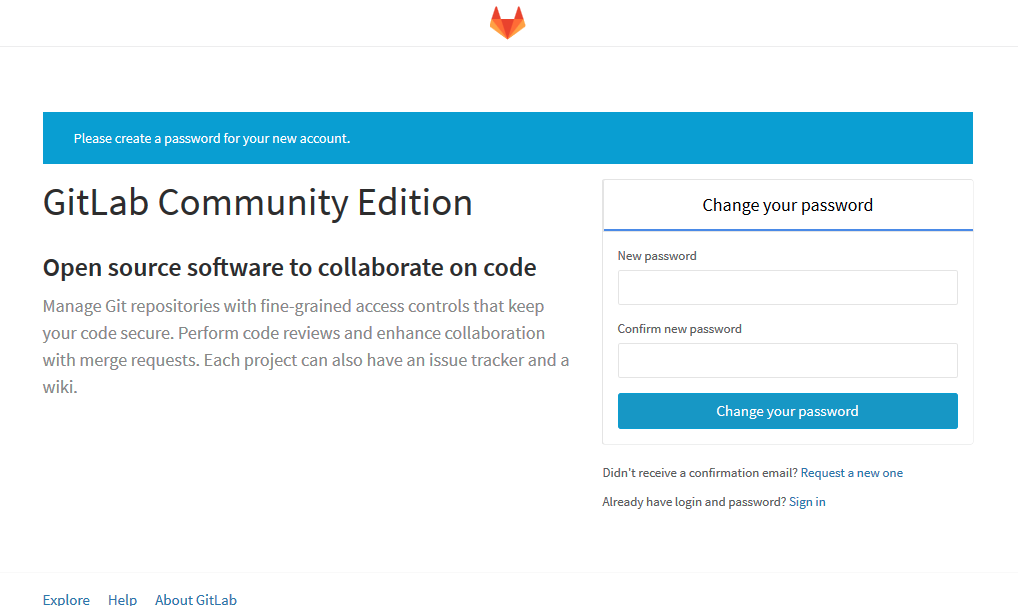 Please create a password for your new account.
GitLab Community Edition
Open source software to collaborate on code
Manage Git repositories with fine-grained access controls that keep
your code secure. Perform code reviews and enhance collaboration
with merge requests. Each project can also have an issue tracker and a
wiki.
Change your password
New password
Confirm new password
Change your password
Didn't receive a confirmation email? Request a new one
Already have login and password? Sign in
Explore Help About GitLab